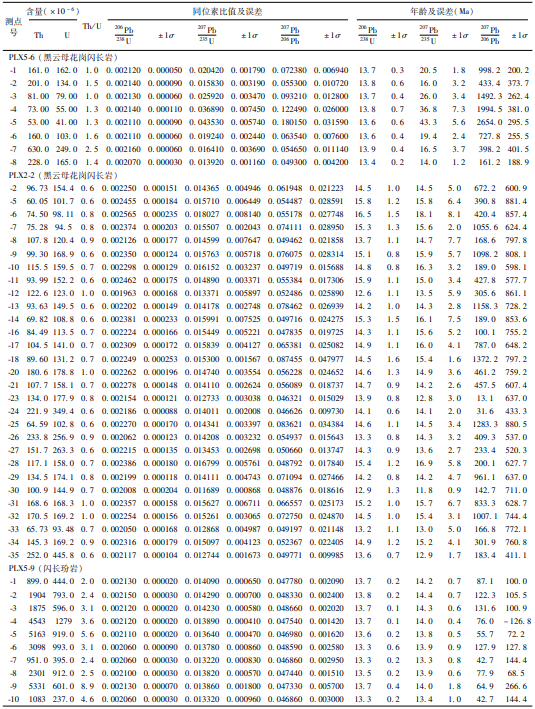 测点号 含量(×10⁻⁶) Th/U 同位素比值及误差 年龄及误差(Ma)
Th U ²⁰⁶Pb/²³⁸U ±1σ ²⁰⁷Pb/²³⁵U ±1σ ²⁰⁷Pb/²⁰⁶Pb ±1σ ²⁰⁶Pb/²³⁸U ±1σ ²⁰⁷Pb/²³⁵U ±1σ ²⁰⁷Pb/²⁰⁶Pb ±1σ
PLX5-6 (黑云母花岗闪长岩)
-1 161.0 162.0 1.0 0.002120 0.000050 0.020420 0.001790 0.072380 0.006940 13.7 0.3 20.5 1.8 998.2 200.2
-2 201.0 134.0 1.5 0.002140 0.000090 0.015830 0.003190 0.055300 0.010720 13.8 0.6 16.0 3.2 433.4 373.7
-3 81.00 79.00 1.0 0.002130 0.000060 0.025920 0.003470 0.093210 0.012800 13.7 0.4 26.0 3.4 1492.3 262.4
-4 73.00 55.00 1.3 0.002140 0.000110 0.036890 0.007450 0.122490 0.026000 13.8 0.7 36.8 7.3 1994.5 381.0
-5 53.00 41.00 1.3 0.002110 0.000090 0.043530 0.005740 0.180150 0.031590 13.6 0.6 43.3 5.6 2654.0 295.5
-6 160.0 103.0 1.6 0.002110 0.000060 0.019240 0.002440 0.063540 0.007600 13.6 0.4 19.4 2.4 727.8 255.5
-7 630.0 249.0 2.5 0.002160 0.000060 0.016410 0.003690 0.054650 0.011140 13.9 0.4 16.5 3.7 398.2 401.5
-8 228.0 165.0 1.4 0.002070 0.000030 0.013920 0.001160 0.049300 0.004200 13.4 0.2 14.0 1.2 161.2 188.9
PLX2-2 (黑云母花岗闪长岩)
-2 96.73 154.4 0.6 0.002250 0.000151 0.014365 0.004946 0.061948 0.021223 14.5 1.0 14.5 5.0 672.2 600.9
-5 60.05 101.7 0.6 0.002455 0.000184 0.015710 0.006449 0.054487 0.028591 15.8 1.2 15.8 6.4 390.8 881.4
-6 74.50 98.11 0.8 0.002565 0.000235 0.018027 0.008140 0.055178 0.027748 16.5 1.5 18.1 8.1 420.4 857.4
-7 75.28 94.5 0.8 0.002374 0.000203 0.015507 0.002043 0.074111 0.028950 15.3 1.3 15.6 2.0 1055.6 624.4
-8 107.8 120.4 0.9 0.002126 0.000177 0.014599 0.007647 0.049462 0.021858 13.7 1.1 14.7 7.7 168.6 797.8
-9 99.30 168.9 0.6 0.002350 0.000124 0.015763 0.005718 0.076075 0.028314 15.1 0.8 15.9 5.7 1098.2 808.1
-10 115.5 159.5 0.7 0.002298 0.000129 0.016152 0.003237 0.049719 0.015688 14.8 0.8 16.3 3.2 189.0 598.1
-11 93.99 152.2 0.6 0.002462 0.000175 0.014890 0.003371 0.055384 0.017306 15.9 1.1 15.0 3.4 427.8 577.7
-12 122.6 123.0 1.0 0.001963 0.000168 0.013371 0.005897 0.052486 0.025890 12.6 1.1 13.5 5.9 305.6 861.1
-13 93.63 149.5 0.6 0.002202 0.000149 0.014178 0.002748 0.078462 0.026939 14.2 1.0 14.3 2.8 1158.3 728.2
-14 69.82 108.8 0.6 0.002381 0.000233 0.015991 0.007525 0.049716 0.024275 15.3 1.5 16.1 7.5 189.0 853.6
-16 84.49 113.5 0.7 0.002224 0.000166 0.015449 0.005221 0.047835 0.019725 14.3 1.1 15.6 5.2 100.1 755.2
-17 104.5 141.0 0.7 0.002309 0.000172 0.015839 0.004127 0.065381 0.025082 14.9 1.1 16.0 4.1 787.0 648.2
-18 89.60 131.2 0.7 0.002249 0.000253 0.015300 0.001567 0.087455 0.047977 14.5 1.6 15.4 1.6 1372.2 797.2
-20 180.6 178.8 1.0 0.002262 0.000196 0.014740 0.003554 0.056228 0.024652 14.6 1.3 14.9 3.6 461.2 759.2
-21 107.7 158.1 0.7 0.002278 0.000148 0.014110 0.002624 0.056089 0.018737 14.7 0.9 14.2 2.6 457.5 607.4
-23 134.0 177.9 0.8 0.002154 0.000121 0.012733 0.003038 0.046321 0.015029 13.9 0.8 12.8 3.0 13.1 637.0
-24 221.9 349.4 0.6 0.002186 0.000088 0.014011 0.002008 0.046626 0.009730 14.1 0.6 14.1 2.0 31.6 433.3
-25 64.59 102.8 0.6 0.002270 0.000170 0.014341 0.003397 0.083621 0.034384 14.6 1.1 14.5 3.4 1283.3 880.5
-26 233.8 256.9 0.9 0.002062 0.000123 0.014208 0.003232 0.054937 0.015643 13.3 0.8 14.3 3.2 409.3 537.0
-27 151.7 263.3 0.6 0.002215 0.000135 0.013453 0.002698 0.050660 0.013747 14.3 0.9 13.6 2.7 233.4 520.3
-28 117.1 158.0 0.7 0.002386 0.000180 0.016799 0.005761 0.048792 0.017840 15.4 1.2 16.9 5.8 200.1 627.7
-29 134.5 174.1 0.8 0.002199 0.000118 0.014111 0.004743 0.071094 0.027466 14.2 0.8 14.2 4.7 961.1 637.0
-30 100.9 144.9 0.7 0.002008 0.000204 0.011689 0.000868 0.048876 0.018616 12.9 1.3 11.8 0.9 142.7 711.0
-31 168.6 168.3 1.0 0.002357 0.000158 0.015627 0.006711 0.066557 0.025173 15.2 1.0 15.7 6.7 833.3 628.7
-32 170.5 169.2 1.0 0.002254 0.000156 0.015261 0.003065 0.072750 0.024870 14.5 1.0 15.4 3.1 1007.1 744.4
-33 65.73 93.48 0.7 0.002050 0.000168 0.012868 0.004987 0.049197 0.021148 13.2 1.1 13.0 5.0 166.8 772.1
-34 145.3 169.2 0.9 0.002316 0.000179 0.015097 0.004123 0.052367 0.022405 14.9 1.2 15.2 4.1 301.9 760.8
-35 252.0 445.8 0.6 0.002117 0.000104 0.012744 0.001673 0.049771 0.009985 13.6 0.7 12.9 1.7 183.4 411.1
PLX5-9 (闪长玢岩)
-1 899.0 444.0 2.0 0.002130 0.000020 0.014090 0.000650 0.047780 0.002090 13.7 0.2 14.2 0.7 87.1 100.0
-2 1904 793.0 2.4 0.002150 0.000030 0.014290 0.000700 0.048330 0.002400 13.8 0.2 14.4 0.7 122.3 105.5
-3 1875 596.0 3.1 0.002120 0.000020 0.014230 0.000580 0.048660 0.002020 13.7 0.1 14.3 0.6 131.6 100.9
-4 4543 1279 3.6 0.002120 0.000020 0.013890 0.000410 0.047540 0.001420 13.7 0.1 14.0 0.4 76.0 -126.8
-5 5163 919.0 5.6 0.002110 0.000020 0.013640 0.000470 0.046980 0.001620 13.6 0.2 13.8 0.5 55.7 72.2
-6 3098 993.0 3.1 0.002060 0.000090 0.013780 0.000860 0.048590 0.002580 13.3 0.6 13.9 0.9 127.9 127.8
-7 951.0 395.0 2.4 0.002060 0.000020 0.013220 0.000830 0.046860 0.002950 13.3 0.2 13.3 0.8 42.7 144.4
-8 2301 912.0 2.5 0.002100 0.000030 0.013820 0.000570 0.047440 0.001510 13.5 0.2 13.9 0.6 77.9 68.5
-9 5331 601.0 8.9 0.002130 0.000070 0.013860 0.001800 0.047330 0.005700 13.7 0.4 14.0 1.8 64.9 266.6
-10 1083 237.0 4.6 0.002060 0.000030 0.013320 0.000960 0.046860 0.003000 13.3 0.2 13.4 1.0 42.7 144.4